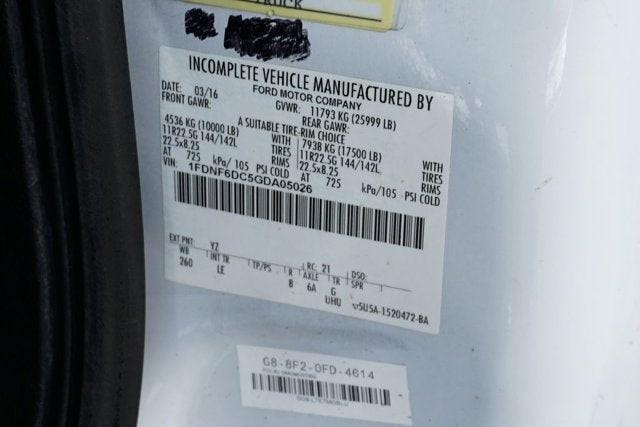 TRUCK
INCOMPLETE VEHICLE MANUFACTURED BY
FORD MOTOR COMPANY
DATE: 03/16 GVWR: 11793 KG (25999 LB)
FRONT GAWR: REAR GAWR:
A SUITABLE TIRE-RIM CHOICE
4536 KG (10000 LB) WITH 7938 KG (17500 LB) WITH
11R22.5G 144/142L TIRES 11R22.5G 144/142L TIRES
22.5x8.25 RIMS 22.5x8.25 RIMS
AT 725 kPa/105 PSI COLD AT 725 kPa/105 PSI COLD
VIN: 1FDNF6DC5GDA05026
EXT PNT: YZ RC: 21 DSO:
WB INT TR TP/PS R AXLE TR SPR
260 LE B 6A G
UHU 5U5A-1520472-BA
G8-8F2-0FD-4614